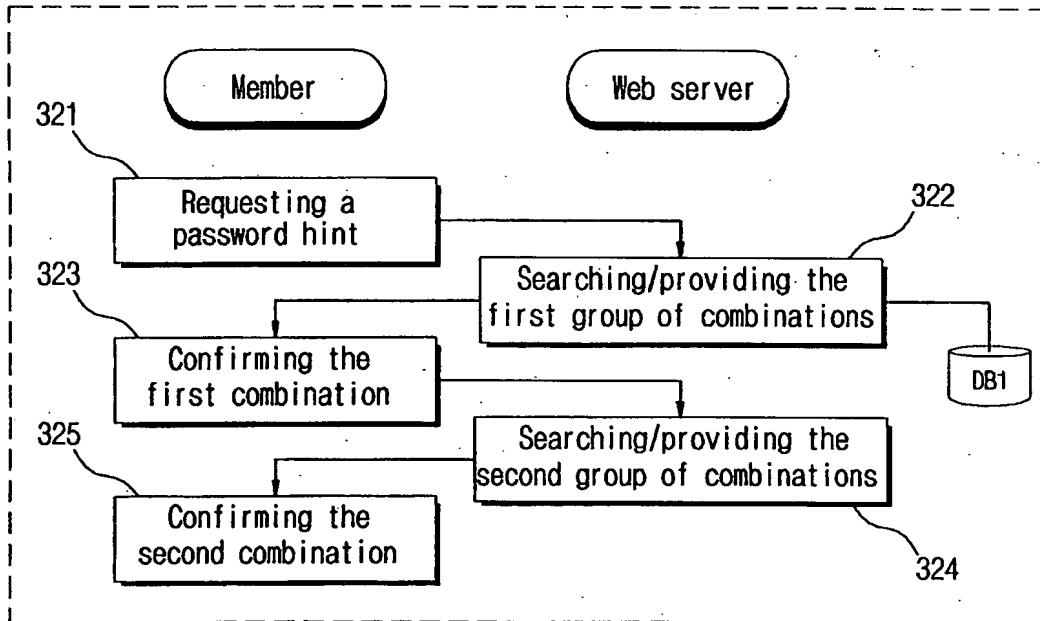 Member
Web server
321
Requesting a
password hint
322
Searching/providing the
first group of combinations
323
DB1
Confirming the
first combination
325
Searching/providing the
second group of combinations
Confirming the
second combination
324